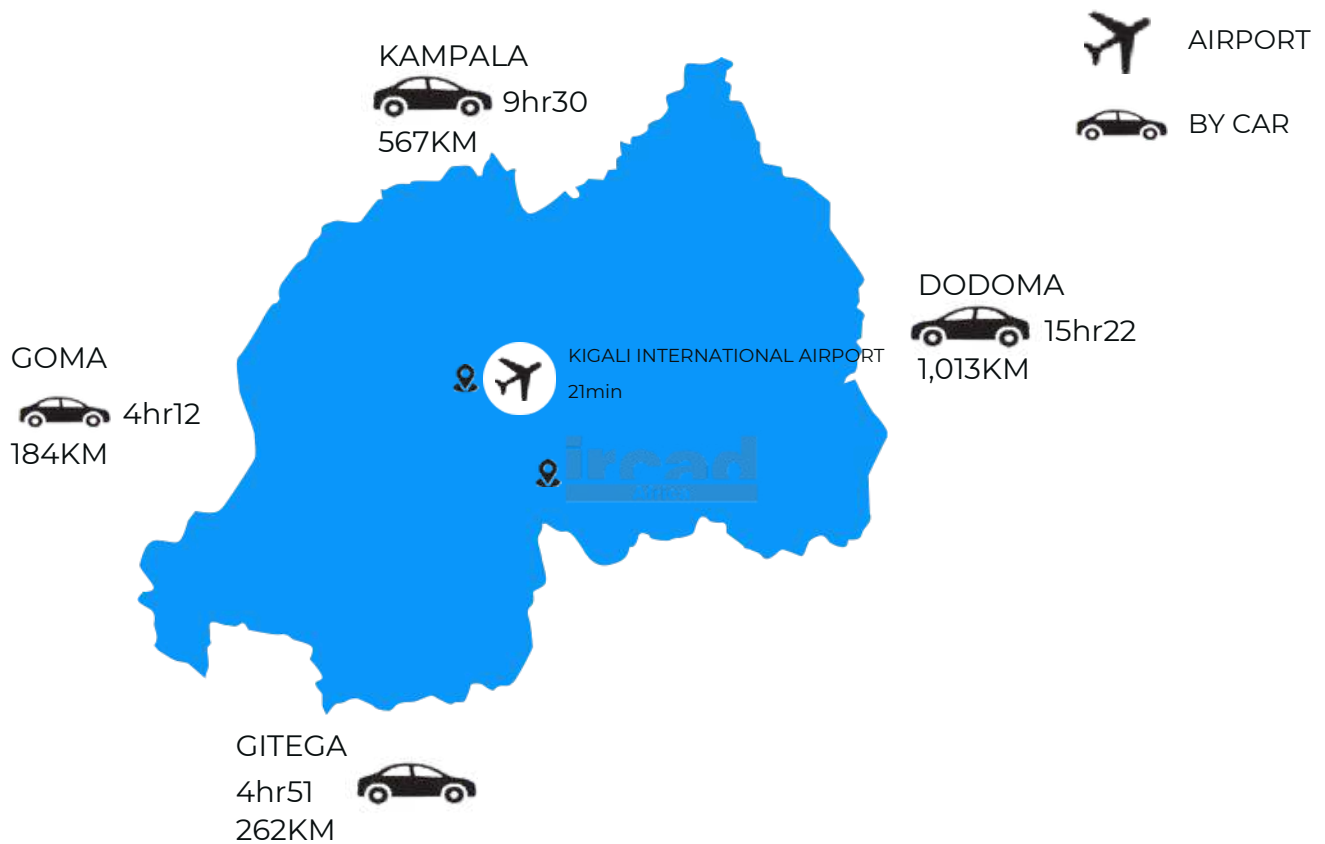 AIRPORT
BY CAR
KAMPALA
9hr30
567KM
DODOMA
15hr22
1,013KM
GOMA
4hr12
184KM
KIGALI INTERNATIONAL AIRPORT
21min
ircad
GITEGA
4hr51
262KM